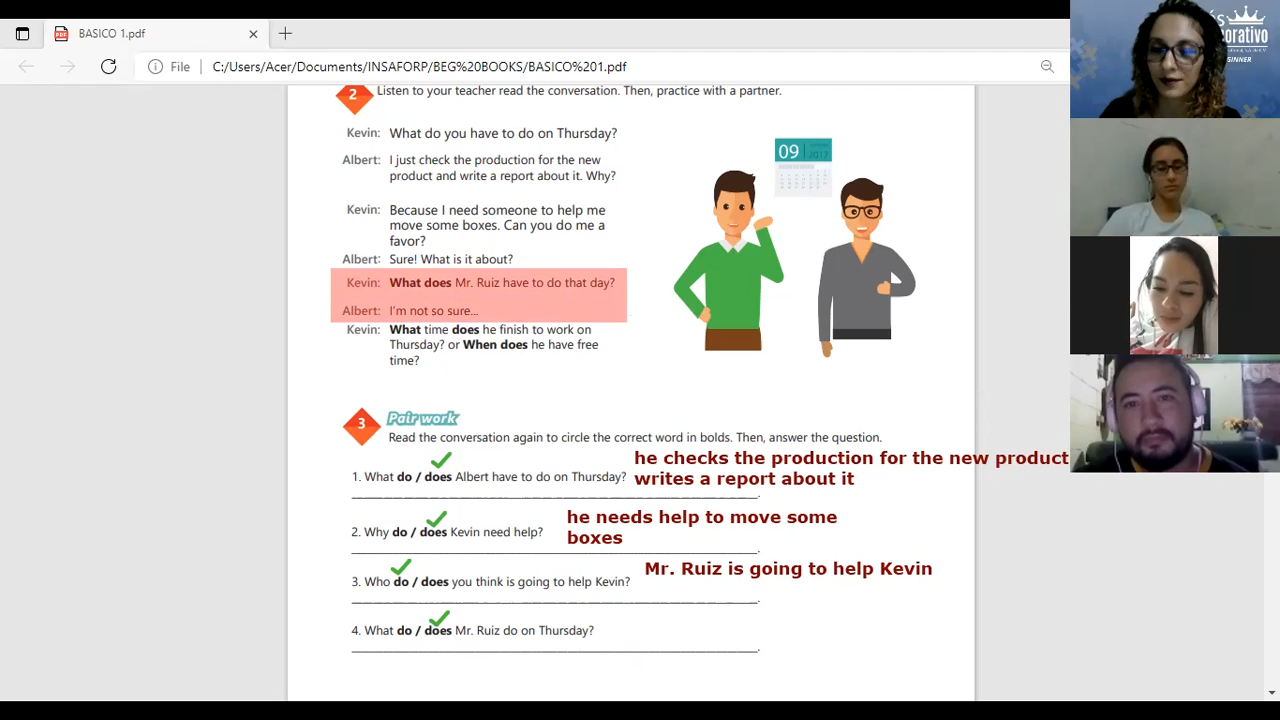 BASICO 1.pdf
File C:/Users/Acer/Documents/INSAFORP/BEG%20BOOKS/BASICO%201.pdf
2 Listen to your teacher read the conversation. Then, practice with a partner.
Kevin: What do you have to do on Thursday?
Albert: I just check the production for the new
product and write a report about it. Why?
Kevin: Because I need someone to help me
move some boxes. Can you do me a
favor?
Albert: Sure! What is it about?
Kevin: What does Mr. Ruiz have to do that day?
Albert: I'm not so sure...
Kevin: What time does he finish to work on
Thursday? or When does he have free
time?
09
2017
3 Pair work
Read the conversation again to circle the correct word in bolds. Then, answer the question.
1. What do / does Albert have to do on Thursday?
he checks the production for the new product
writes a report about it
2. Why do / does Kevin need help?
he needs help to move some
boxes
3. Who do / does you think is going to help Kevin?
Mr. Ruiz is going to help Kevin
4. What do / does Mr. Ruiz do on Thursday?